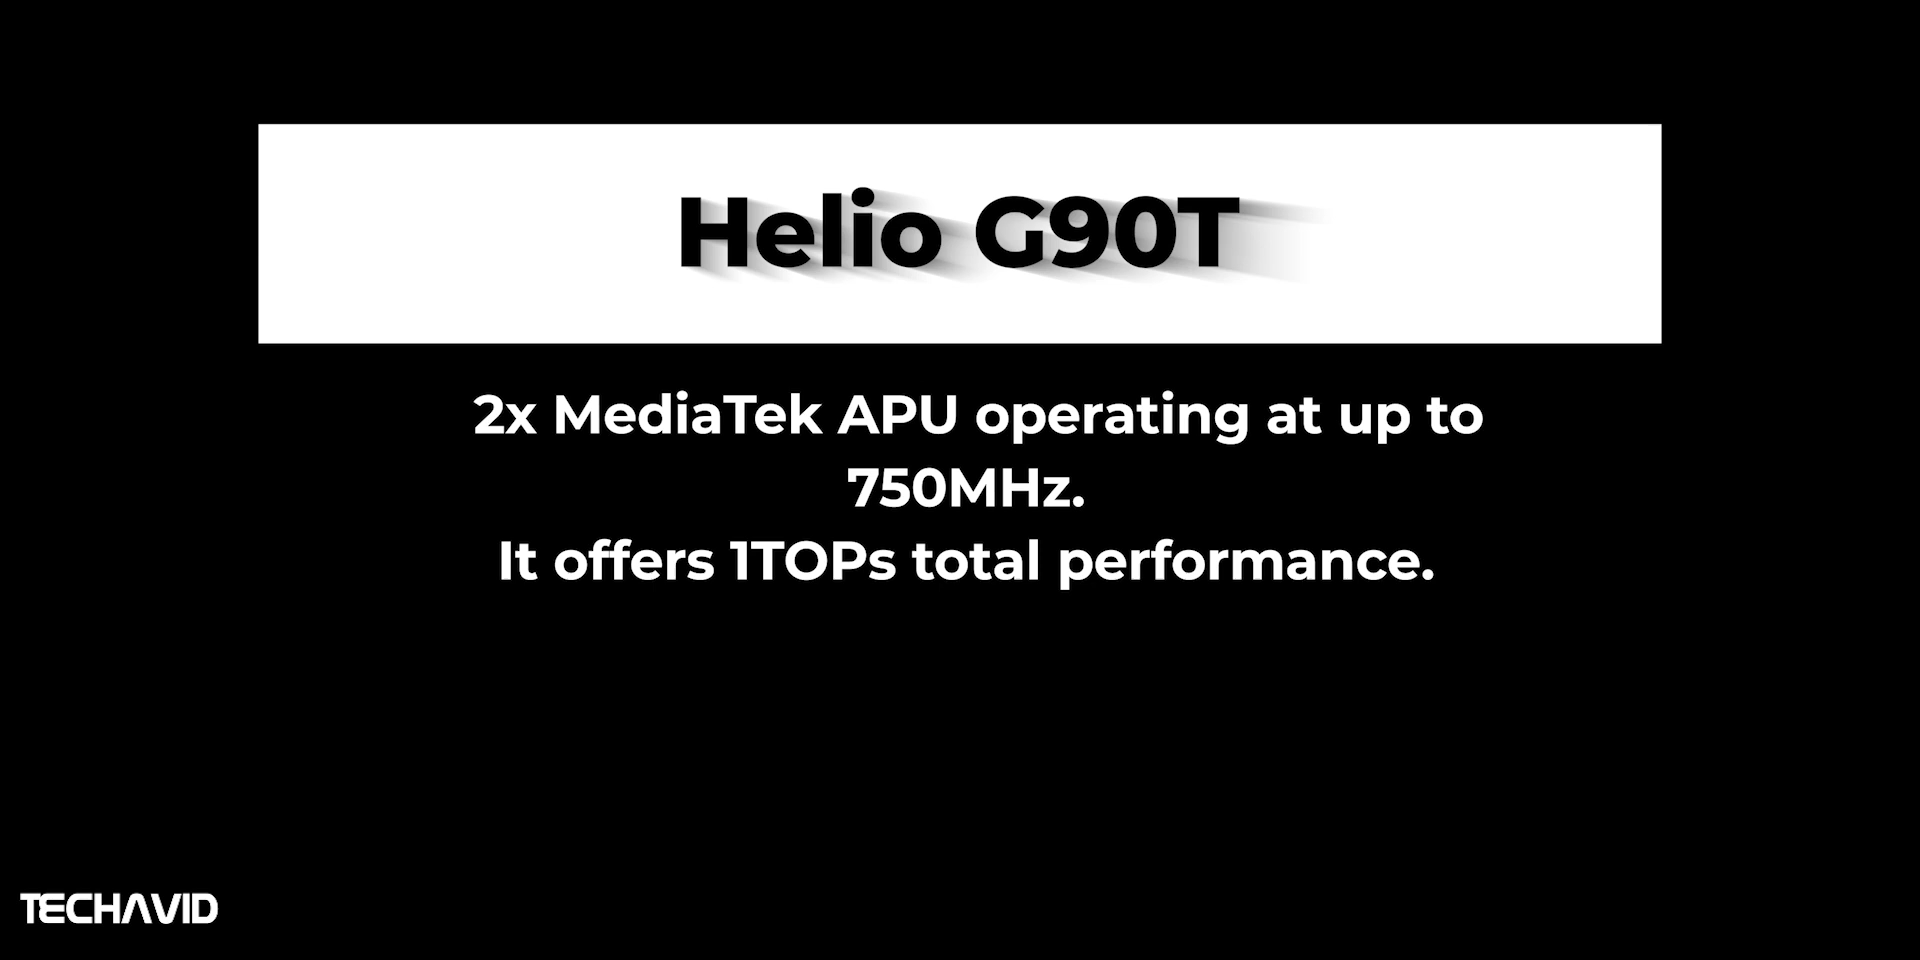 Helio G90T
2x MediaTek APU operating at up to
750MHz.
It offers 1TOPs total performance.
TECHAVID